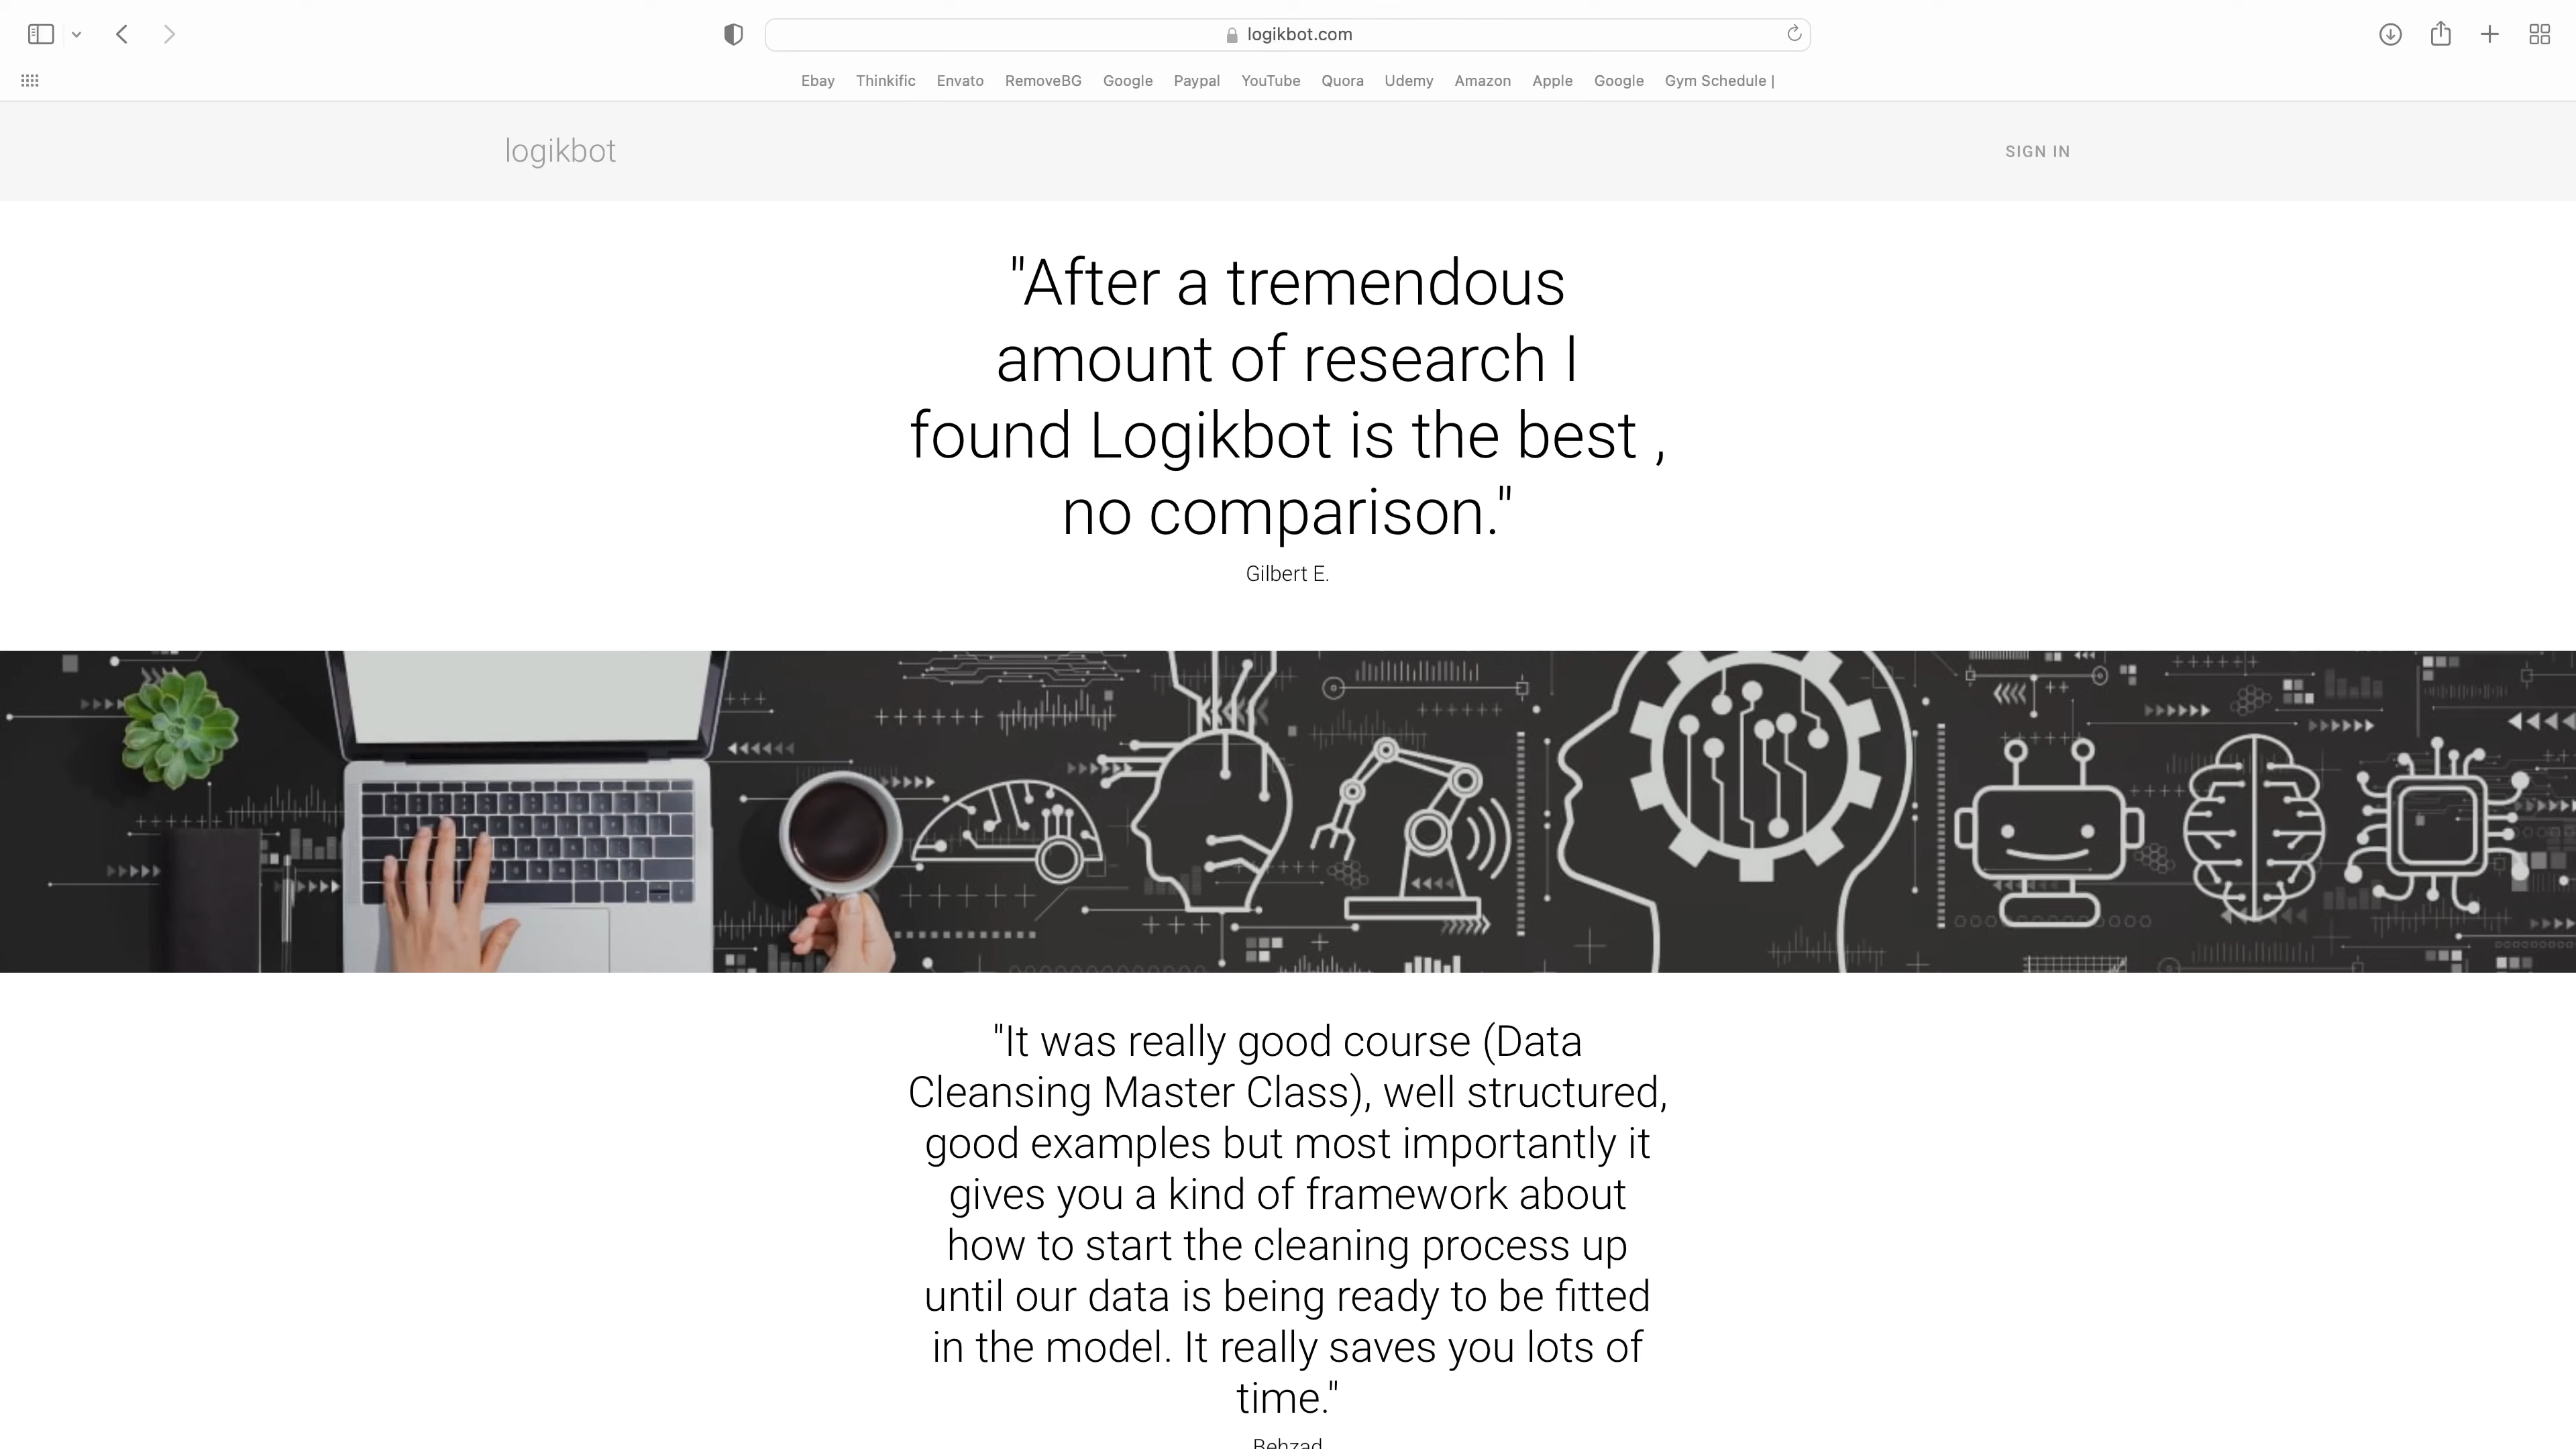 logikbot.com
Ebay Thinkific Envato RemoveBG Google Paypal YouTube Quora Udemy Amazon Apple Google Gym Schedule |
logikbot
SIGN IN
"After a tremendous
amount of research I
found Logikbot is the best ,
no comparison."
Gilbert E.
"It was really good course (Data
Cleansing Master Class), well structured,
good examples but most importantly it
gives you a kind of framework about
how to start the cleaning process up
until our data is being ready to be fitted
in the model. It really saves you lots of
time."
Behzad